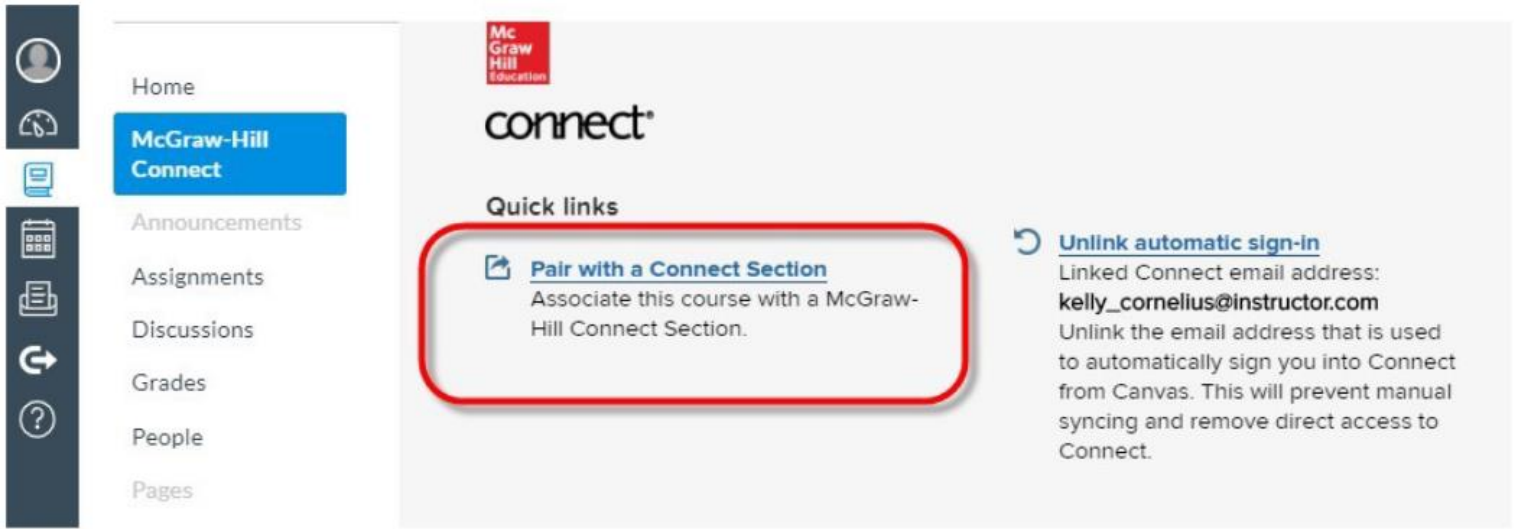 Home
McGraw-Hill
Connect
Announcements
Assignments
Discussions
Grades
People
Pages
Mc
Graw
Hill
Education
connect®
Quick links
Pair with a Connect Section
Associate this course with a McGraw-
Hill Connect Section.
Unlink automatic sign-in
Linked Connect email address:
kelly_cornelius@instructor.com
Unlink the email address that is used
to automatically sign you into Connect
from Canvas. This will prevent manual
syncing and remove direct access to
Connect.